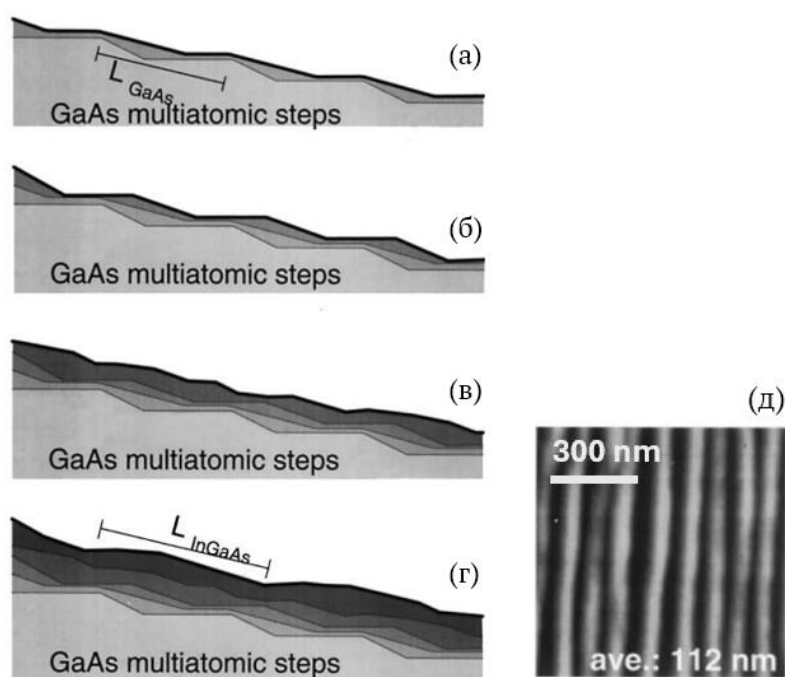 (а)
L GaAs
GaAs multiatomic steps
(б)
GaAs multiatomic steps
(в)
GaAs multiatomic steps
(г)
L InGaAs
GaAs multiatomic steps
(д)
300 nm
ave.: 112 nm